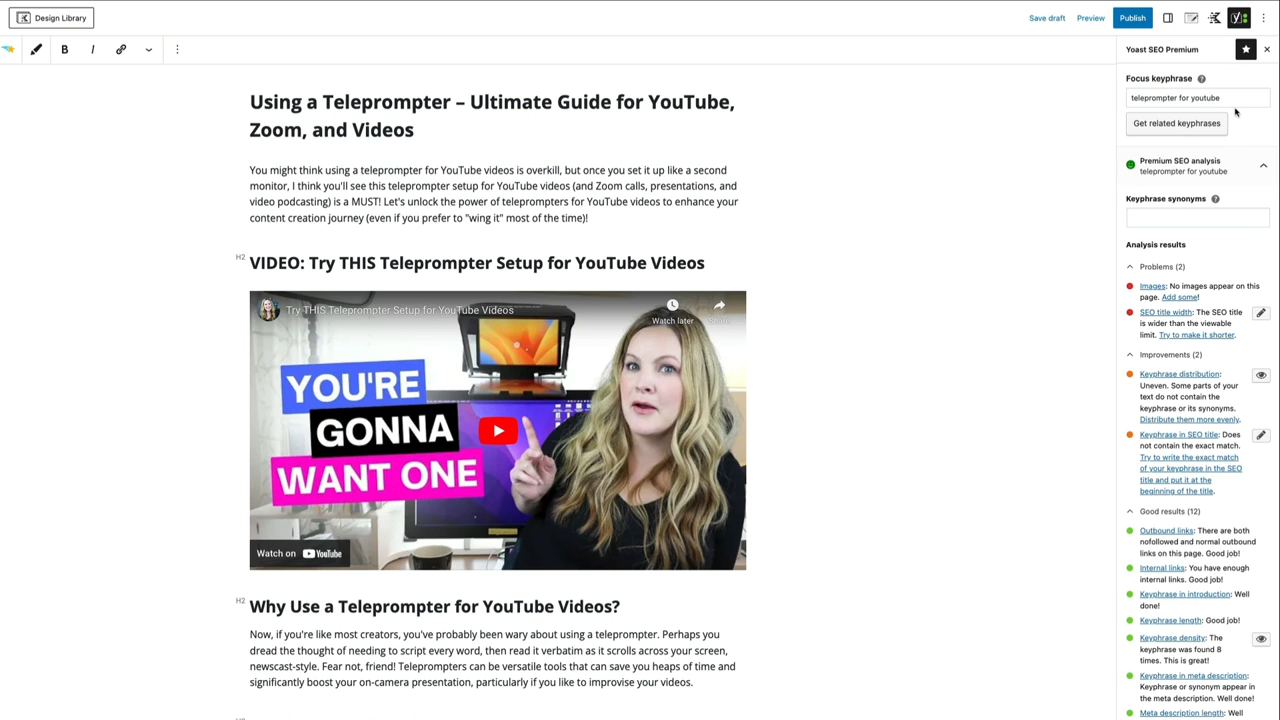 Design Library
Save draft
Preview
Publish
B
I
Yoast SEO Premium
Using a Teleprompter – Ultimate Guide for YouTube,
Zoom, and Videos
You might think using a teleprompter for YouTube videos is overkill, but once you set it up like a second
monitor, I think you'll see this teleprompter setup for YouTube videos (and Zoom calls, presentations, and
video podcasting) is a MUST! Let's unlock the power of teleprompters for YouTube videos to enhance your
content creation journey (even if you prefer to "wing it" most of the time)!
H2
VIDEO: Try THIS Teleprompter Setup for YouTube Videos
Try THIS Teleprompter Setup for YouTube Videos
Watch later
YOU'RE
GONNA
WANT ONE
Watch on YouTube
H2
Why Use a Teleprompter for YouTube Videos?
Now, if you're like most creators, you've probably been wary about using a teleprompter. Perhaps you
dread the thought of needing to script every word, then read it verbatim as it scrolls across your screen,
newscast-style. Fear not, friend! Teleprompters can be versatile tools that can save you heaps of time and
significantly boost your on-camera presentation, particularly if you like to improvise your videos.
Focus keyphrase ?
teleprompter for youtube
Get related keyphrases
Premium SEO analysis
teleprompter for youtube
Keyphrase synonyms ?
Analysis results
Problems (2)
Images: No images appear on this
page. Add some!
SEO title width: The SEO title
is wider than the viewable
limit. Try to make it shorter.
Improvements (2)
Keyphrase distribution:
Uneven. Some parts of your
text do not contain the
keyphrase or its synonyms.
Distribute them more evenly.
Keyphrase in SEO title: Does
not contain the exact match.
Try to write the exact match
of your keyphrase in the SEO
title and put it at the
beginning of the title.
Good results (12)
Outbound links: There are both
nofollowed and normal outbound
links on this page. Good job!
Internal links: You have enough
internal links. Good job!
Keyphrase in introduction: Well
done!
Keyphrase length: Good job!
Keyphrase density: The
keyphrase was found 8
times. This is great!
Keyphrase in meta description:
Keyphrase or synonym appear in
the meta description. Well done!
Meta description length: Well